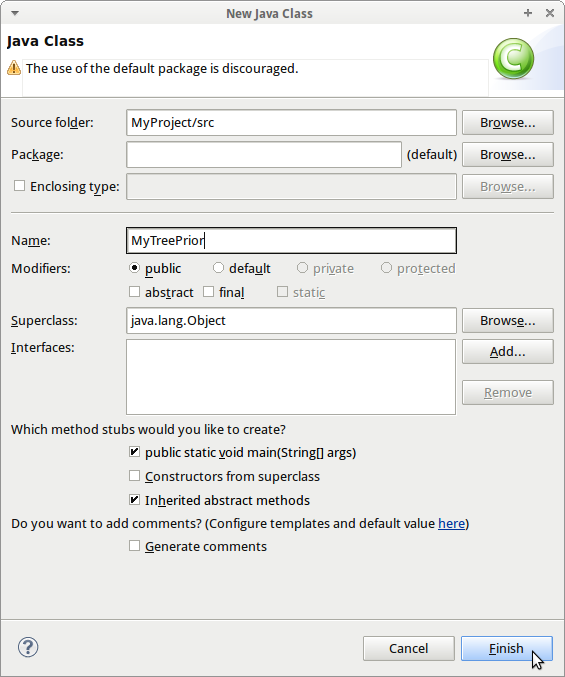 New Java Class
Java Class
The use of the default package is discouraged.
Source folder: MyProject/src Browse...
Package: (default) Browse...
Enclosing type: Browse...
Name: MyTreePrior
Modifiers: public default private protected
abstract final static
Superclass: java.lang.Object Browse...
Interfaces: Add...
Remove
Which method stubs would you like to create?
public static void main(String[] args)
Constructors from superclass
Inherited abstract methods
Do you want to add comments? (Configure templates and default value here)
Generate comments
? Cancel Finish